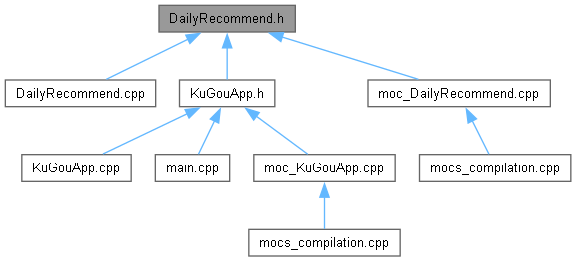 DailyRecommend.h
DailyRecommend.cpp
KuGouApp.h
moc_DailyRecommend.cpp
KuGouApp.cpp
main.cpp
moc_KuGouApp.cpp
mocs_compilation.cpp
mocs_compilation.cpp